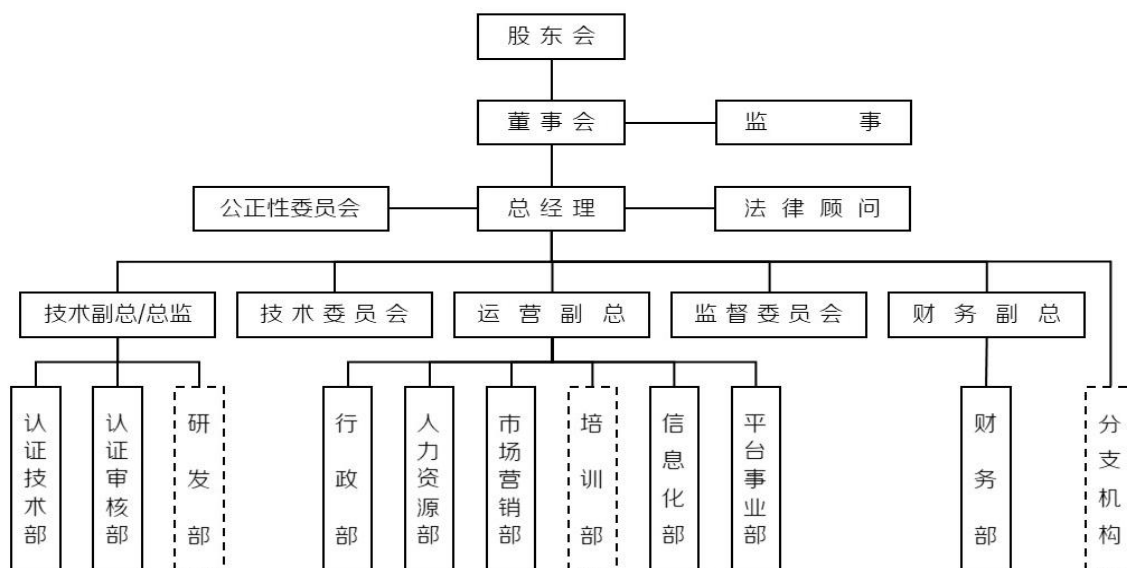 股东会
董事会
监事
公正性委员会
总经理
法律顾问
技术副总/总监
技术委员会
运营副总
监督委员会
财务副总
认证技术部
认证审核部
研发部
行政部
人力资源部
市场营销部
培训部
信息化部
平台事业部
财务部
分支机构